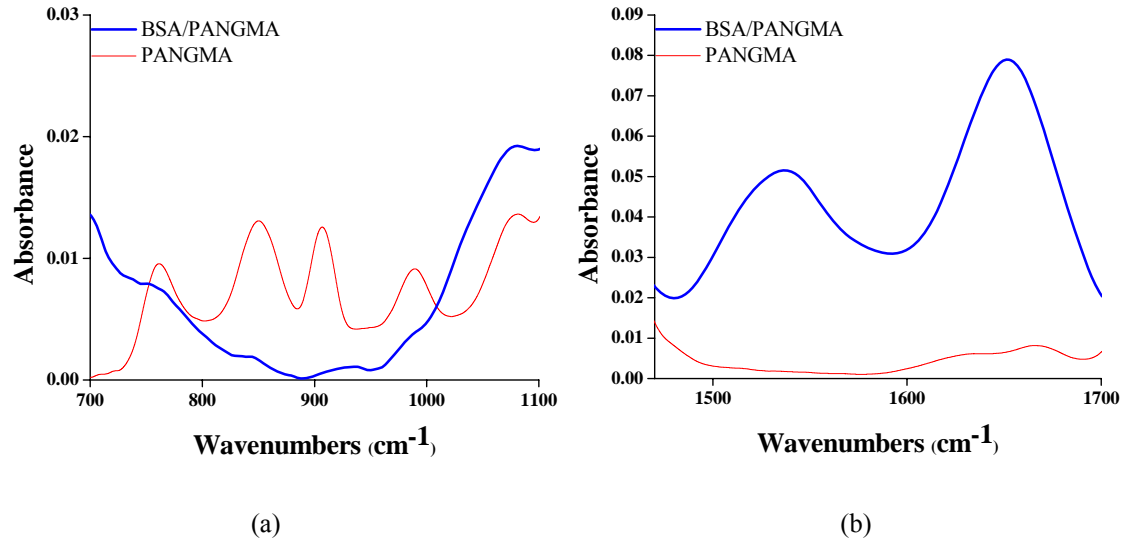 BSA/PANGMA
PANGMA
0.03
0.02
0.01
0.00
700
800
900
1000
1100
Absorbance
Wavenumbers (cm-1)
(a)
BSA/PANGMA
PANGMA
0.09
0.08
0.07
0.06
0.05
0.04
0.03
0.02
0.01
0.00
1500
1600
1700
Absorbance
Wavenumbers (cm-1)
(b)